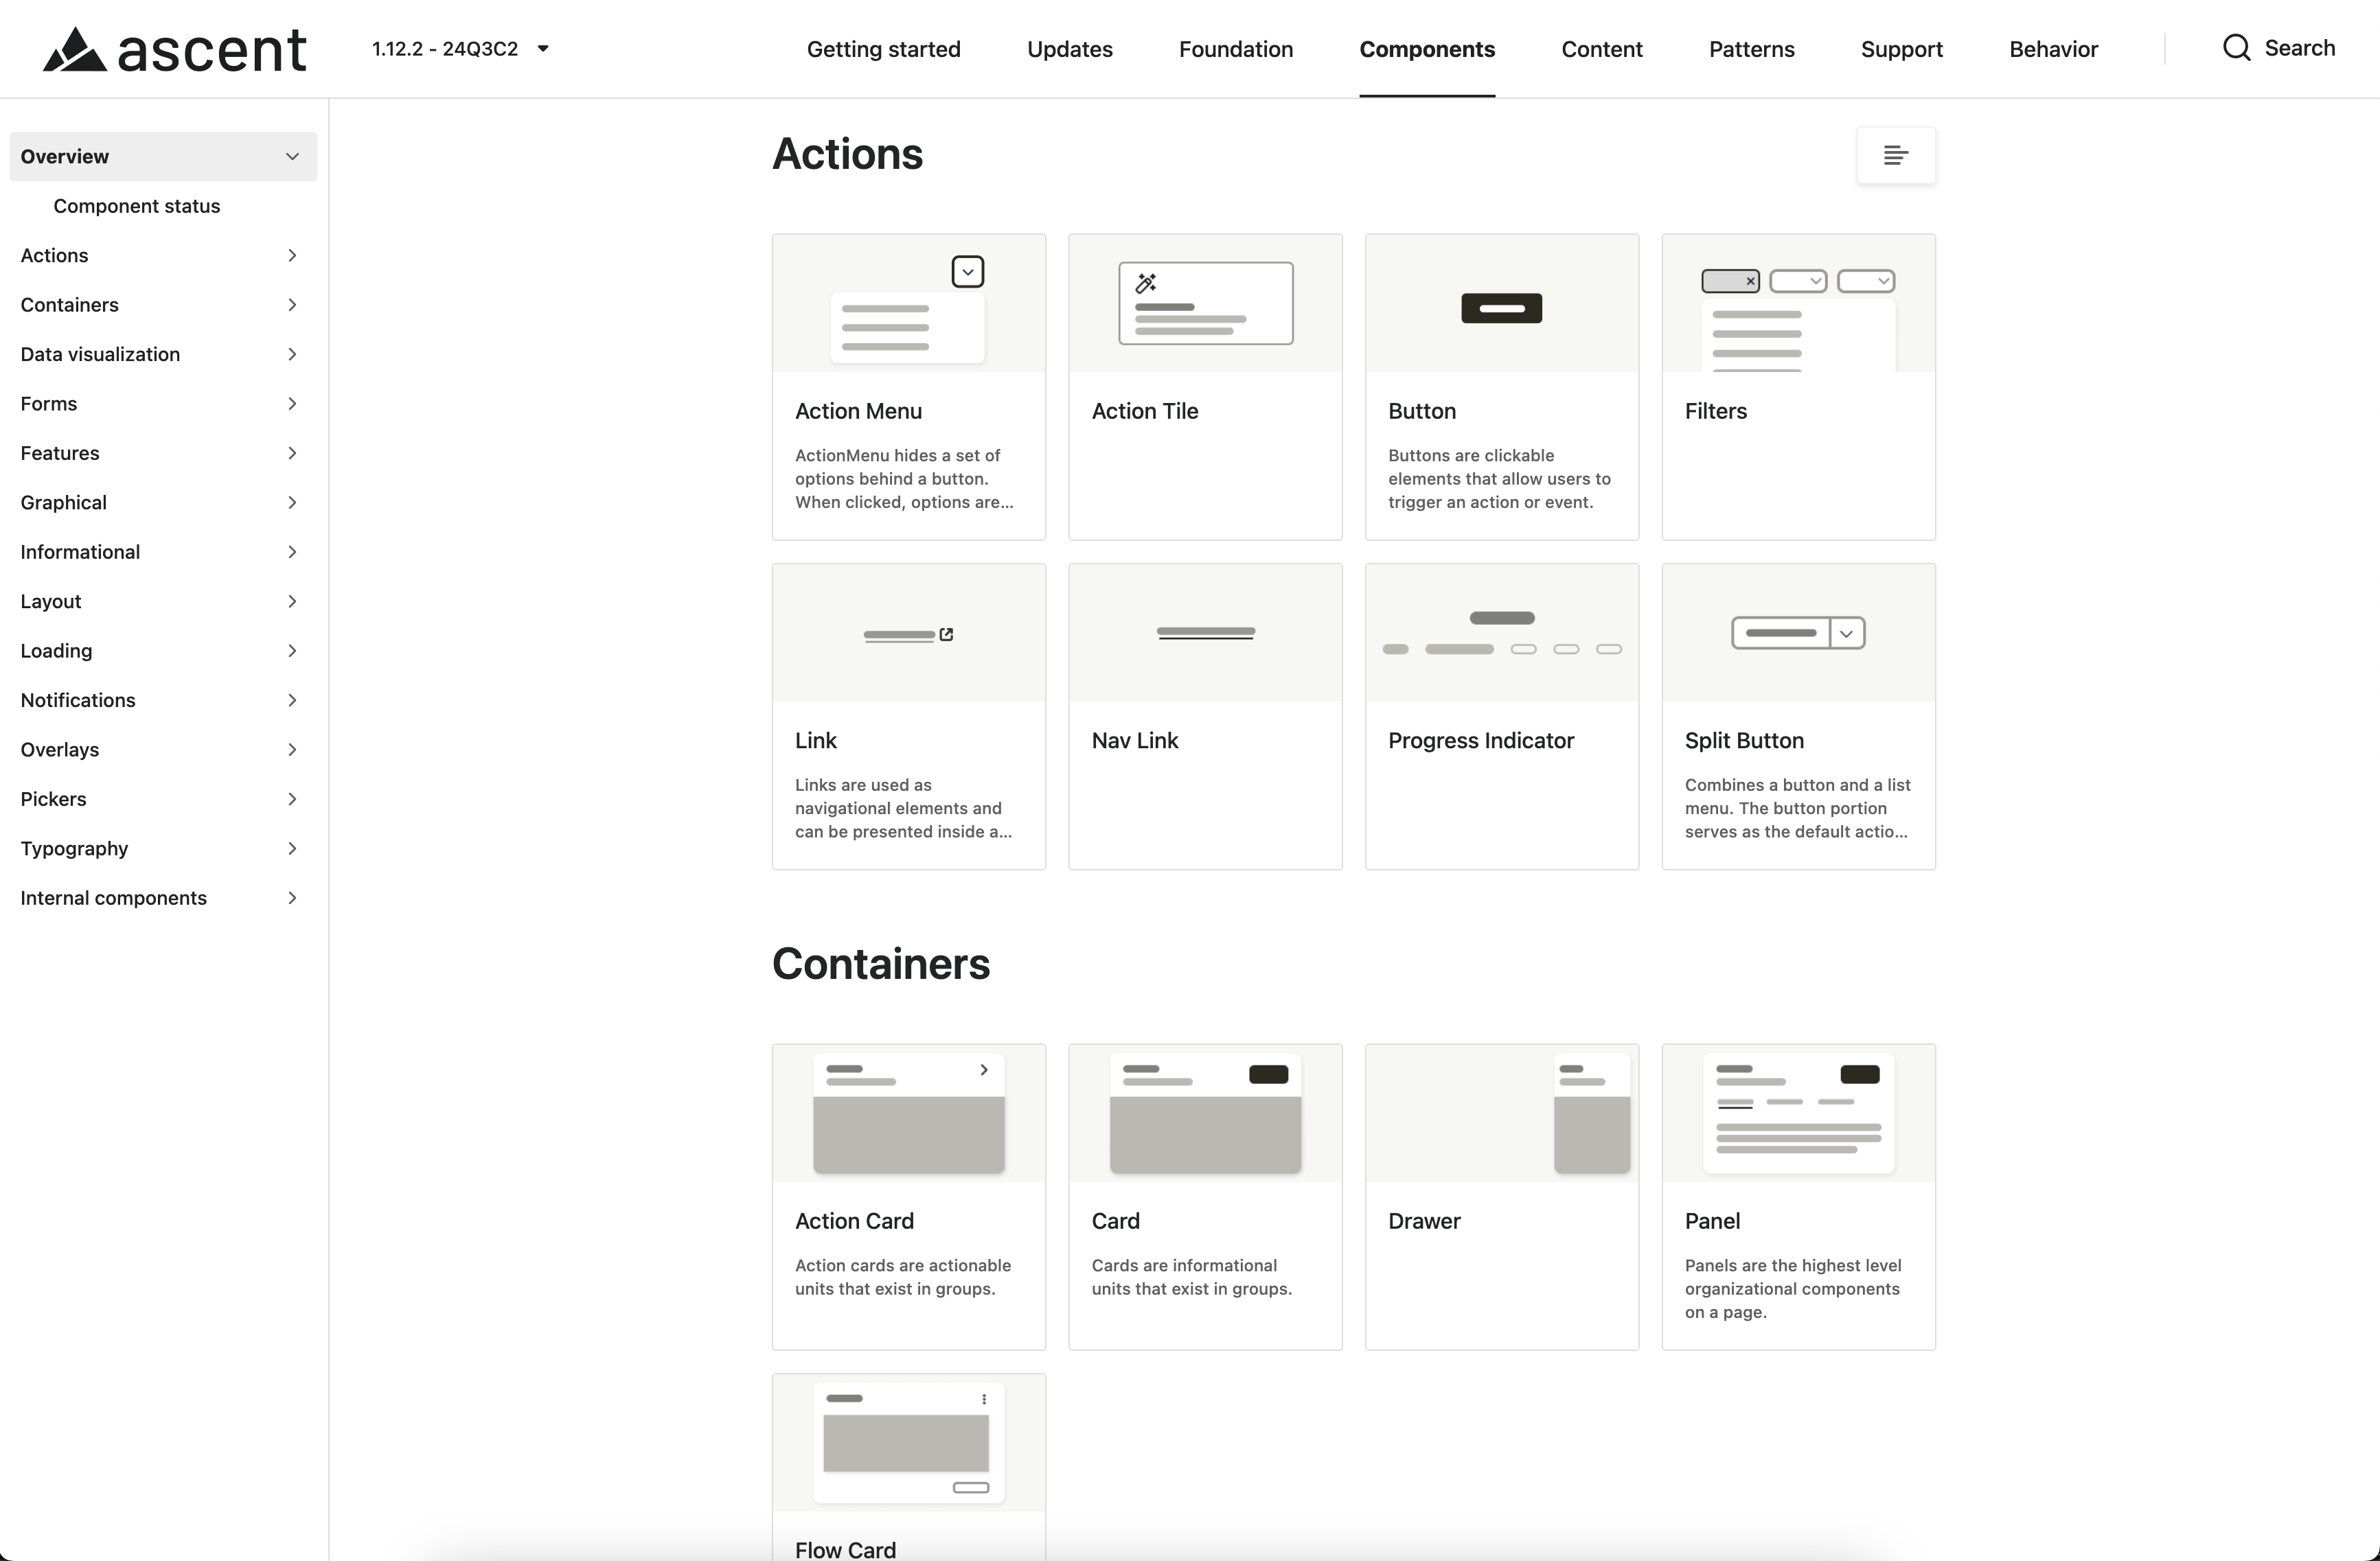 ascent
1.12.2 - 24Q3C2
Getting started
Updates
Foundation
Components
Content
Patterns
Support
Behavior
Search
Overview
Component status
Actions
Containers
Data visualization
Forms
Features
Graphical
Informational
Layout
Loading
Notifications
Overlays
Pickers
Typography
Internal components
Actions
Action Menu
ActionMenu hides a set of
options behind a button.
When clicked, options are...
Action Tile
Button
Buttons are clickable
elements that allow users to
trigger an action or event.
Filters
Link
Links are used as
navigational elements and
can be presented inside a...
Nav Link
Progress Indicator
Split Button
Combines a button and a list
menu. The button portion
serves as the default actio...
Containers
Action Card
Action cards are actionable
units that exist in groups.
Card
Cards are informational
units that exist in groups.
Drawer
Panel
Panels are the highest level
organizational components
on a page.
Flow Card